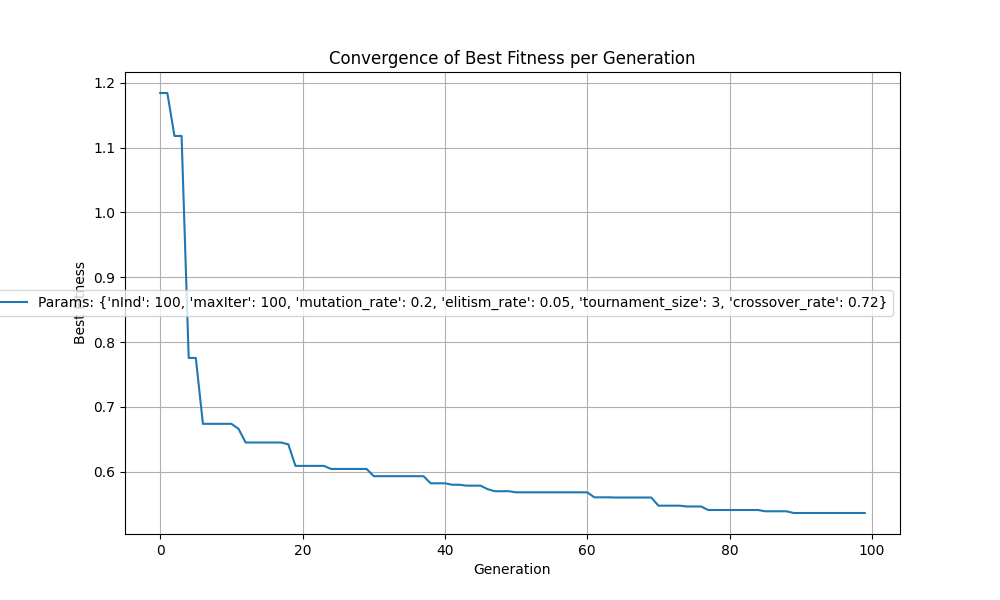 Convergence of Best Fitness per Generation
1.2
1.1
1.0
0.9
0.8
0.7
0.6
Best
Params: {'nInd': 100, 'maxIter': 100, 'mutation_rate': 0.2, 'elitism_rate': 0.05, 'tournament_size': 3, 'crossover_rate': 0.72}
0 20 40 60 80 100
Generation